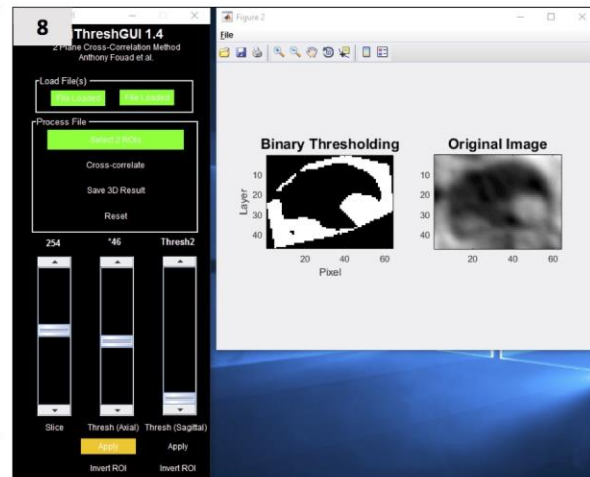 8
ThreshGUI 1.4
2 Plane Cross-Correlation Method
Anthony Fouad et al.
Load File(s)
File Loaded File Loaded
Process File
Select 2 ROIs
Cross-correlate
Save 3D Result
Reset
254 *46 Thresh2
Slice Thresh (Axial) Thresh (Sagittal)
Apply Apply
Invert ROI Invert ROI
Figure 2
File
Binary Thresholding Original Image
Layer
10
20
30
40
20 40 60
Pixel
10
20
30
40
20 40 60